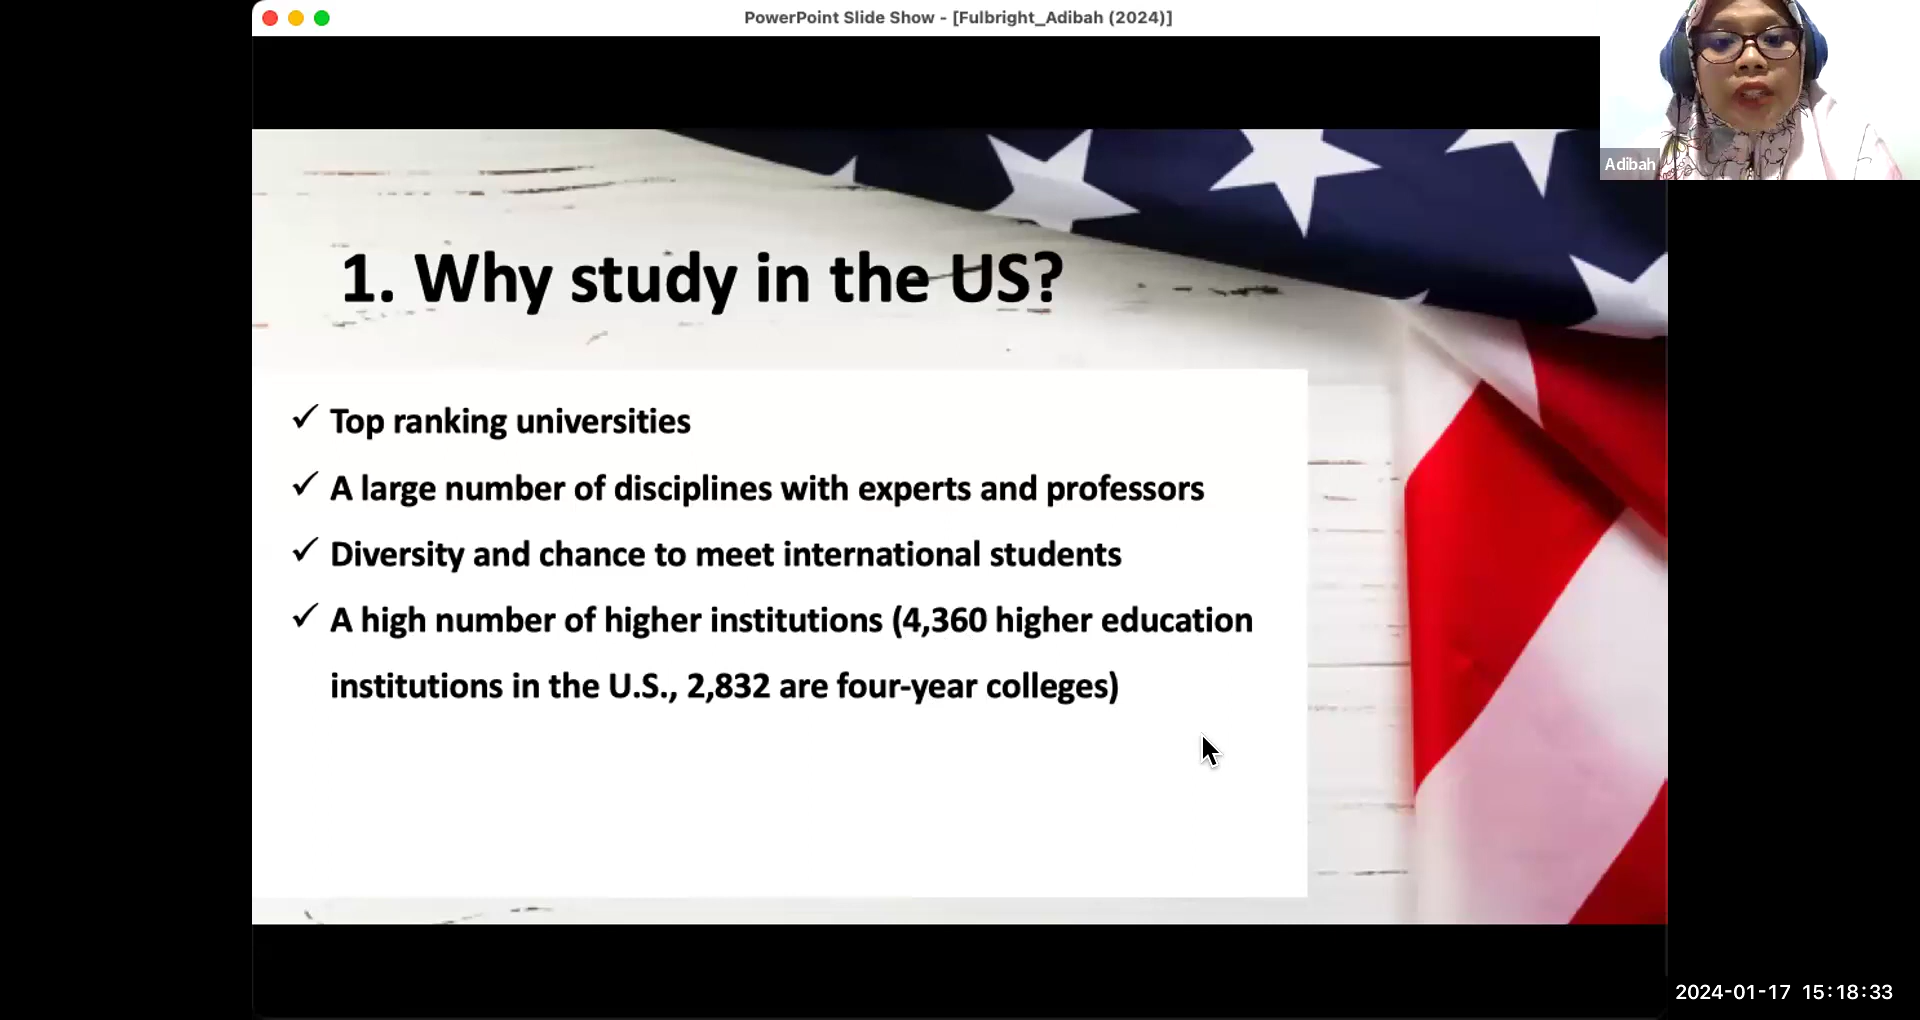 PowerPoint Slide Show - [Fulbright_Adibah (2024)]
Adibah
1. Why study in the US?
✓ Top ranking universities
✓ A large number of disciplines with experts and professors
✓ Diversity and chance to meet international students
✓ A high number of higher institutions (4,360 higher education
institutions in the U.S., 2,832 are four-year colleges)
2024-01-17 15:18:33